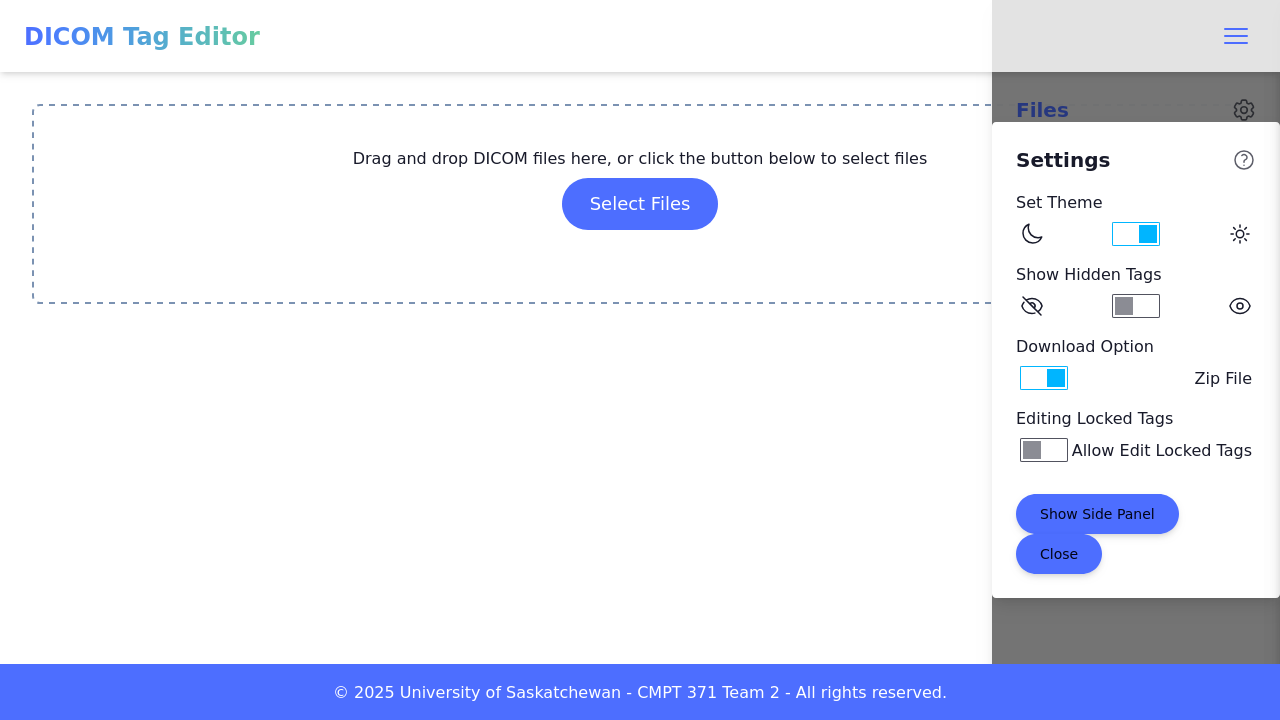 DICOM Tag Editor
Files
Drag and drop DICOM files here, or click the button below to select files
Select Files
Settings
Set Theme
Show Hidden Tags
Download Option
Zip File
Editing Locked Tags
Allow Edit Locked Tags
Show Side Panel
Close
© 2025 University of Saskatchewan - CMPT 371 Team 2 - All rights reserved.